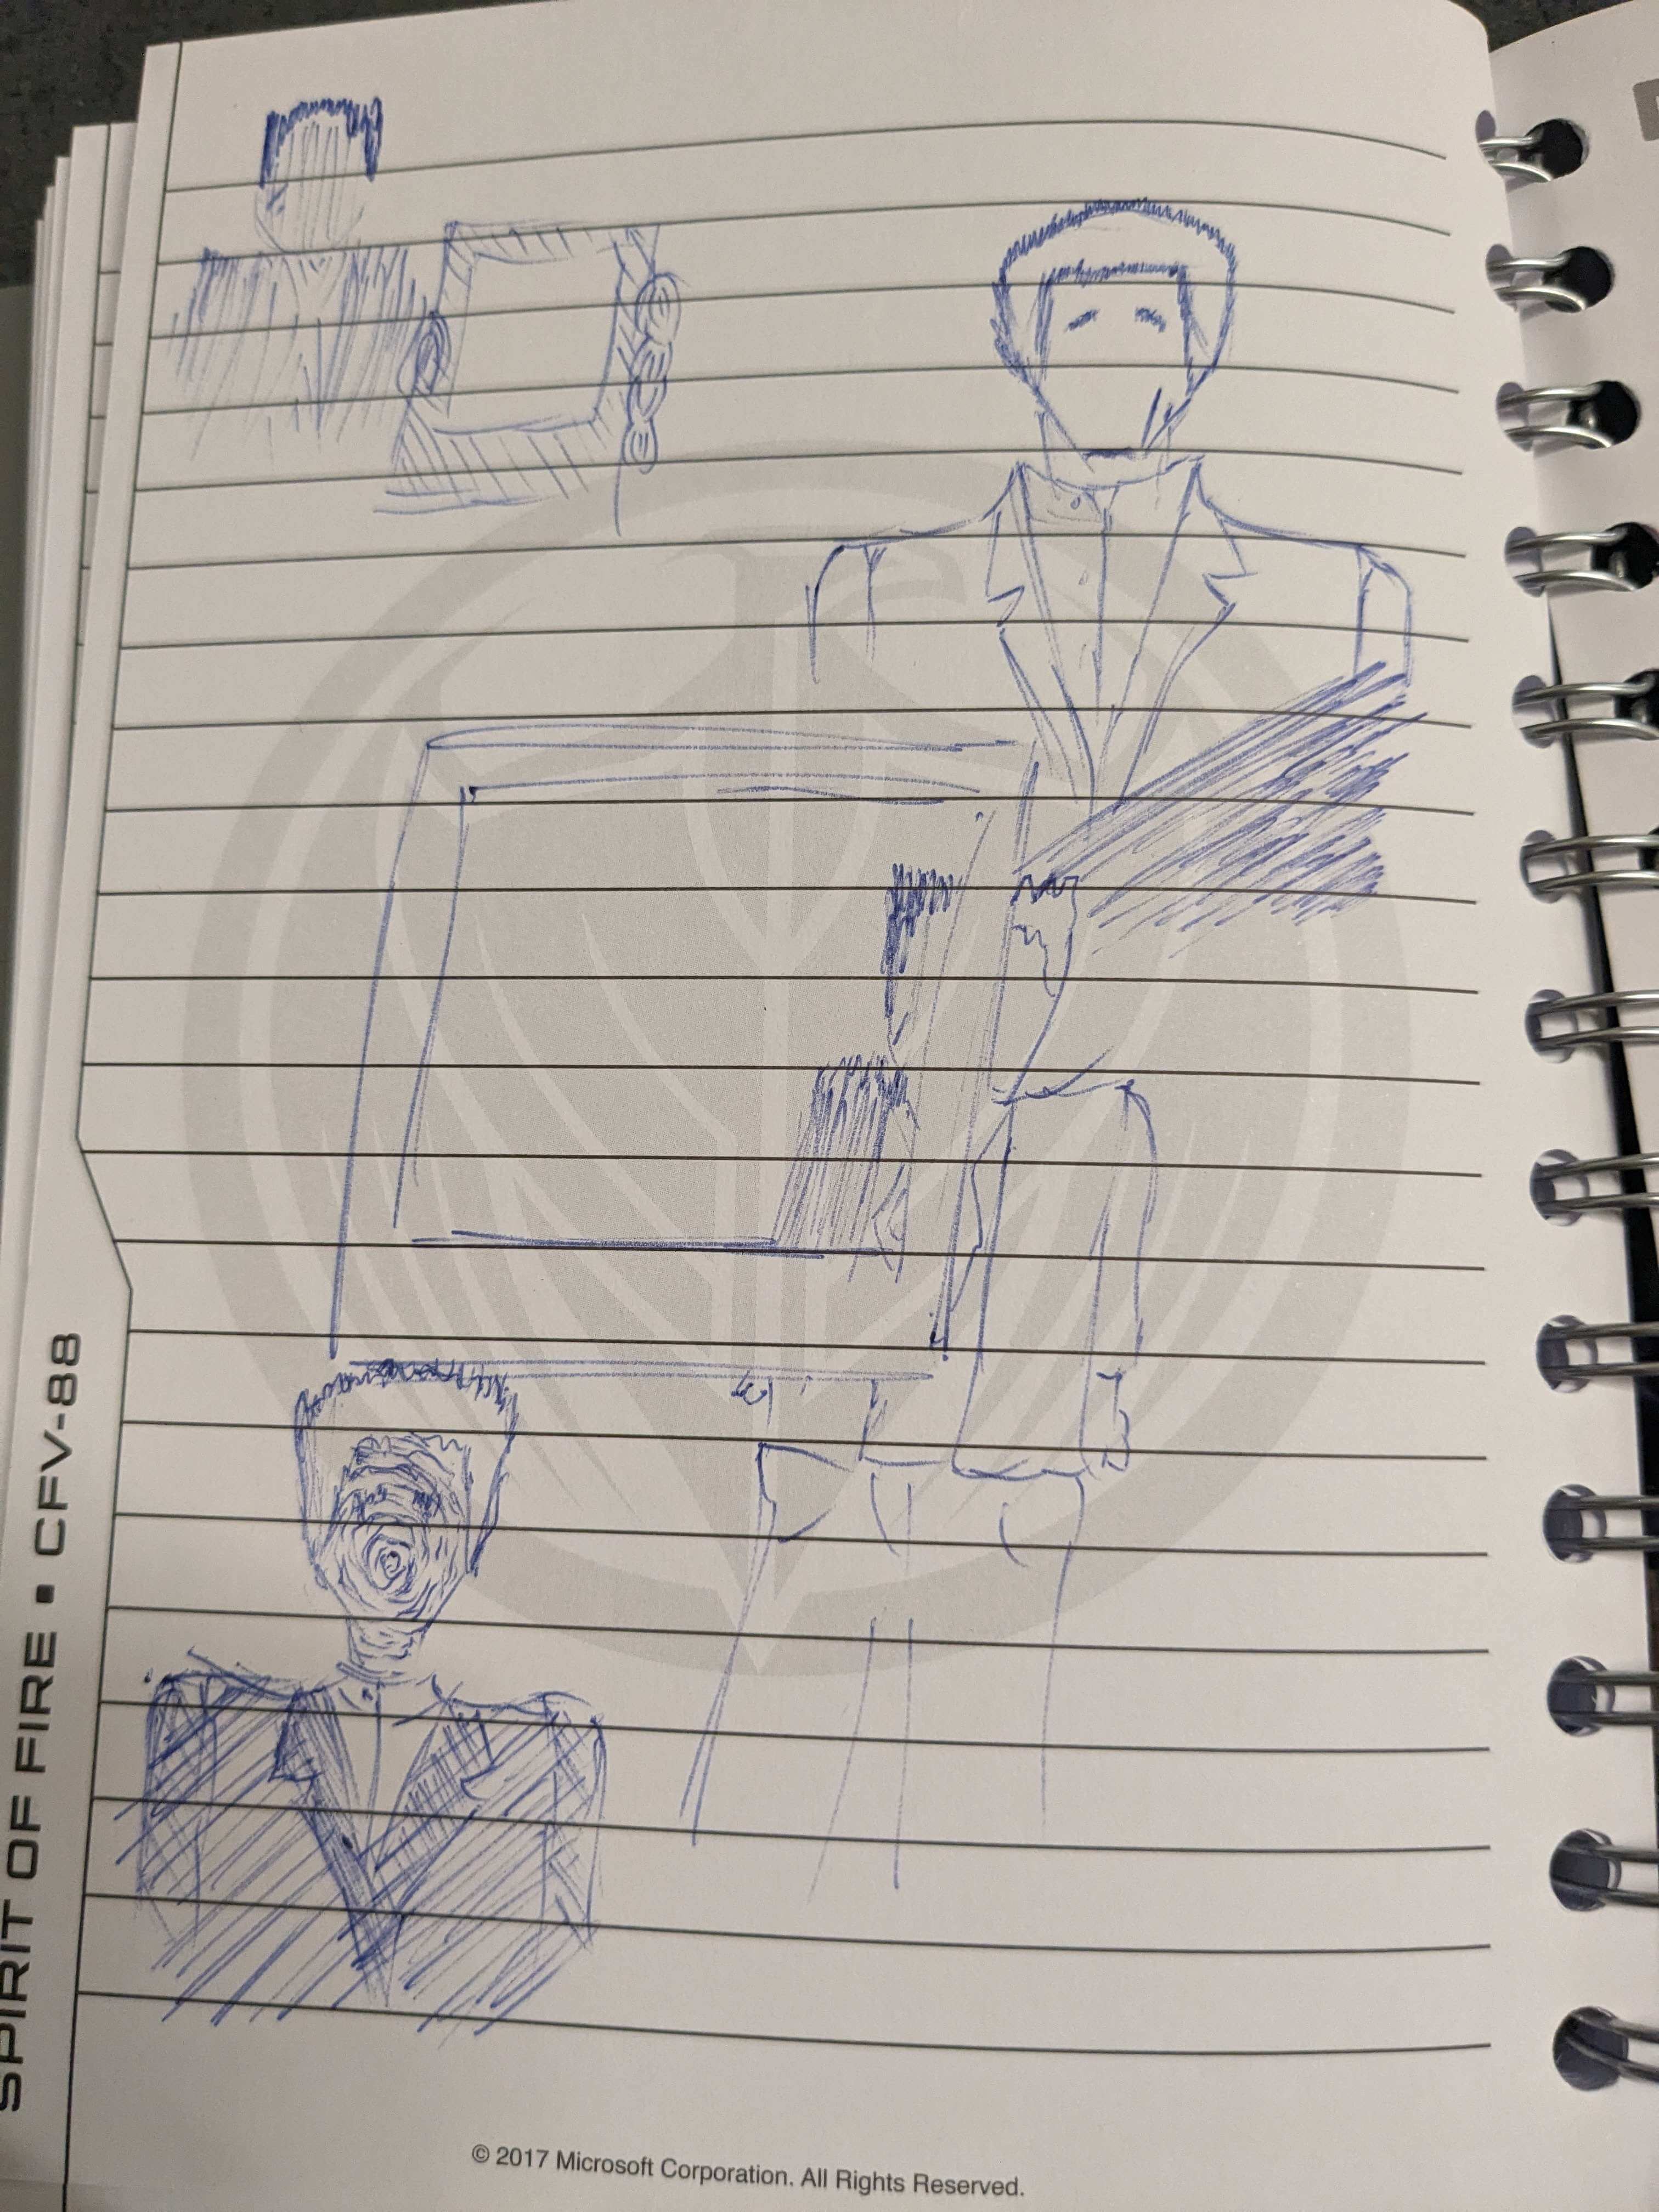 SPIRIT OF FIRE ▪ CFV-88
© 2017 Microsoft Corporation. All Rights Reserved.